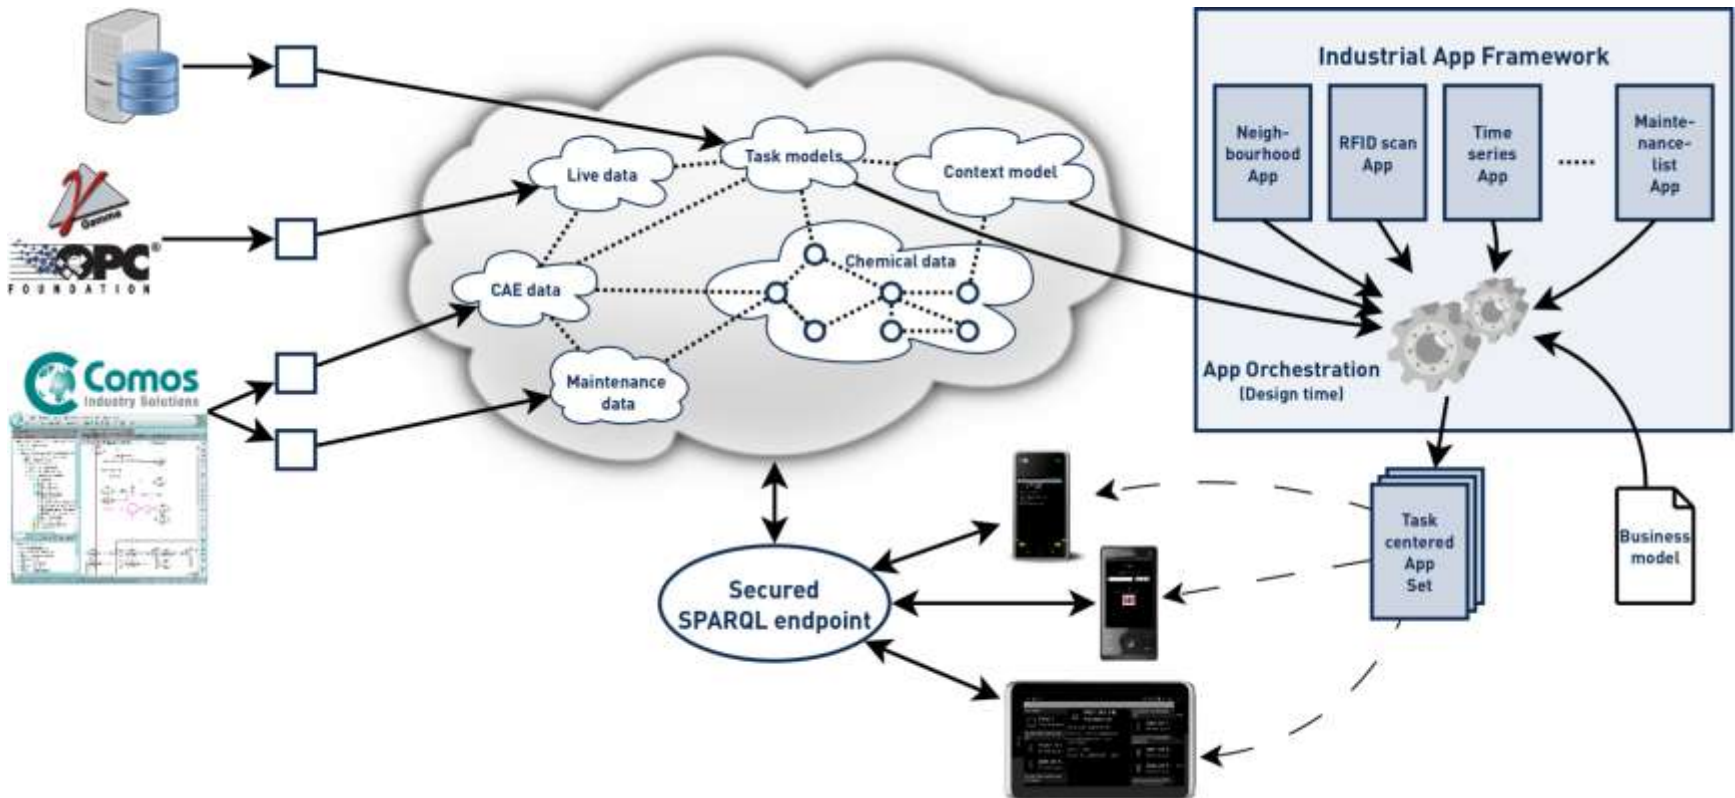 Industrial App Framework
Neigh-
bourhood
App
RFID scan
App
Time
series
App
Mainte-
nance-
list
App
Task models
Live data
Context model
γ
Gamma
OPC®
FOUNDATION
Chemical data
CAE data
Comos
Industry Solutions
Maintenance
data
App Orchestration
(Design time)
Task
centered
App
Set
Business
model
Secured
SPARQL endpoint